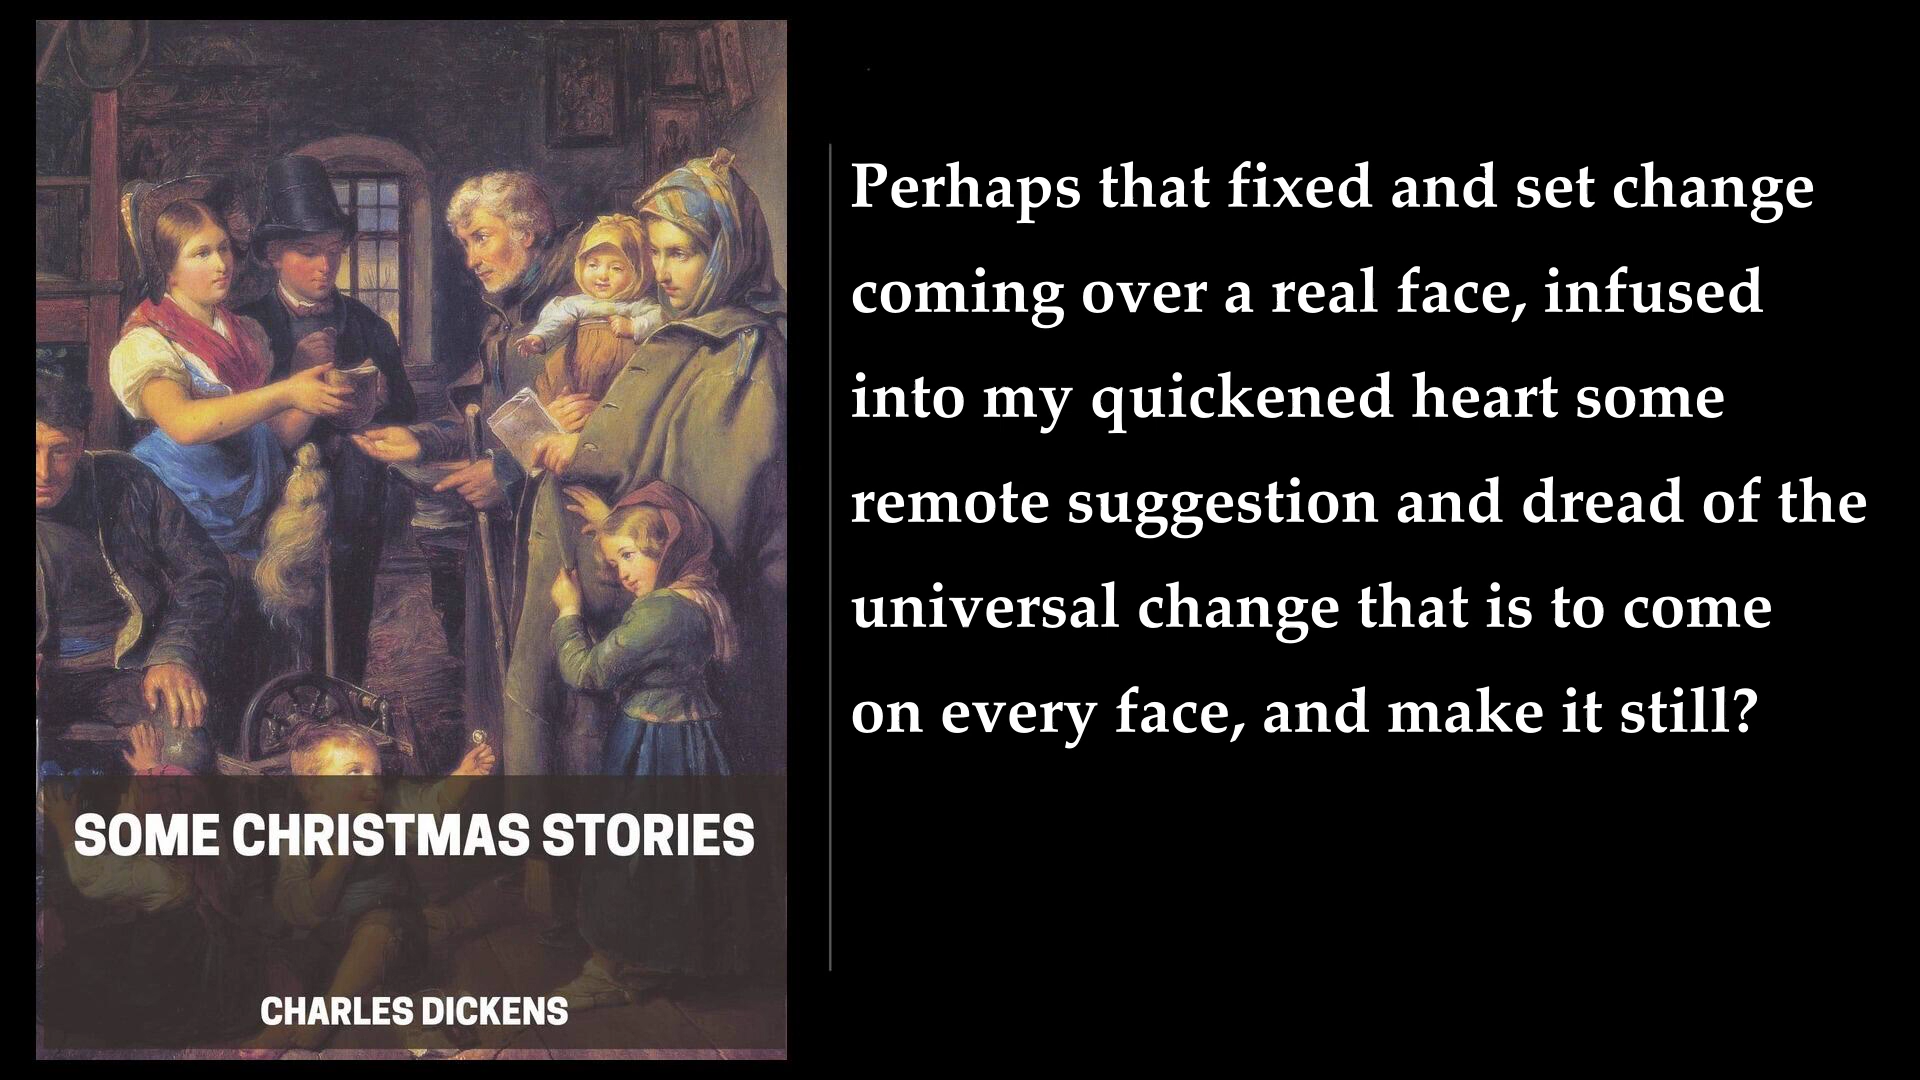 Perhaps that fixed and set change
coming over a real face, infused
into my quickened heart some
remote suggestion and dread of the
universal change that is to come
on every face, and make it still?
SOME CHRISTMAS STORIES
CHARLES DICKENS